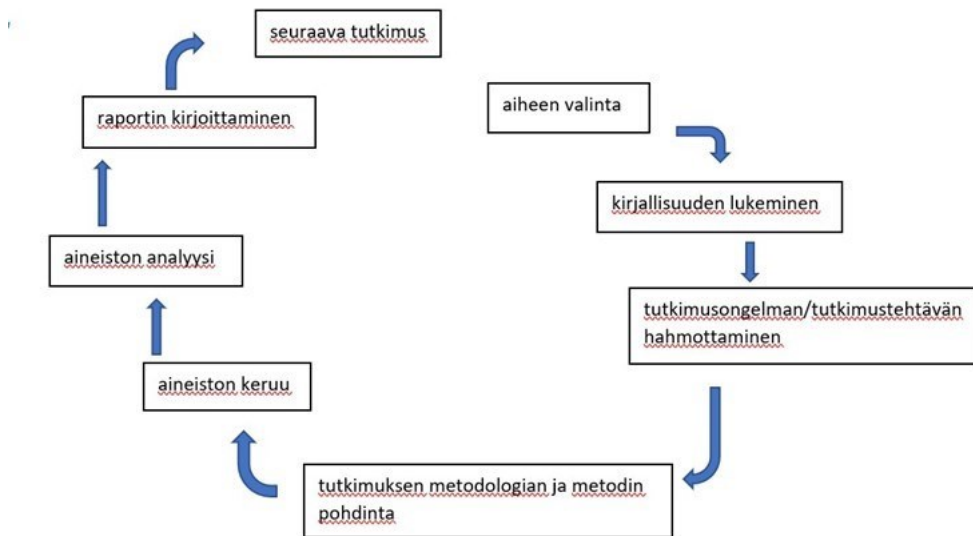 seuraava tutkimus
aiheen valinta
raportin kirjoittaminen
kirjallisuuden lukeminen
aineiston analyysi
tutkimusongelman/tutkimustehtävän
hahmottaminen
aineiston keruu
tutkimuksen metodologian ja metodin
pohdinta